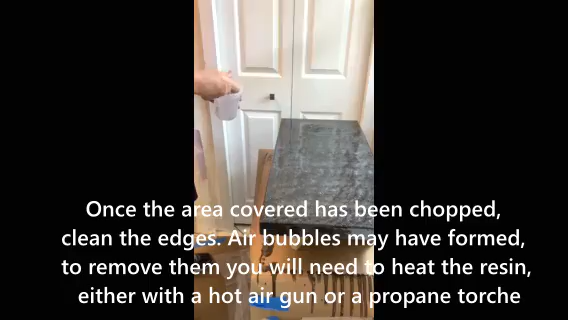 Once the area covered has been chopped,
clean the edges. Air bubbles may have formed,
to remove them you will need to heat the resin,
either with a hot air gun or a propane torche